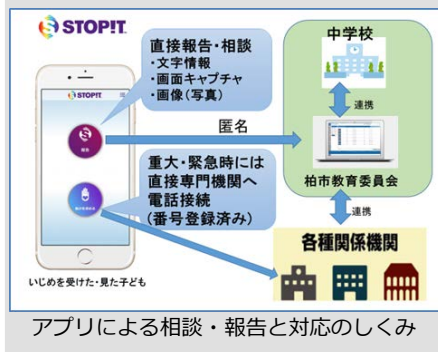 STOP!T
中学校
直接報告・相談
・文字情報
・画面キャプチャ
・画像(写真)
STOP!T
報告
匿名
連携
重大・緊急時には
直接専門機関へ
電話接続
(番号登録済み)
柏市教育委員会
連携
各種関係機関
いじめを受けた・見た子ども
アプリによる相談・報告と対応のしくみ